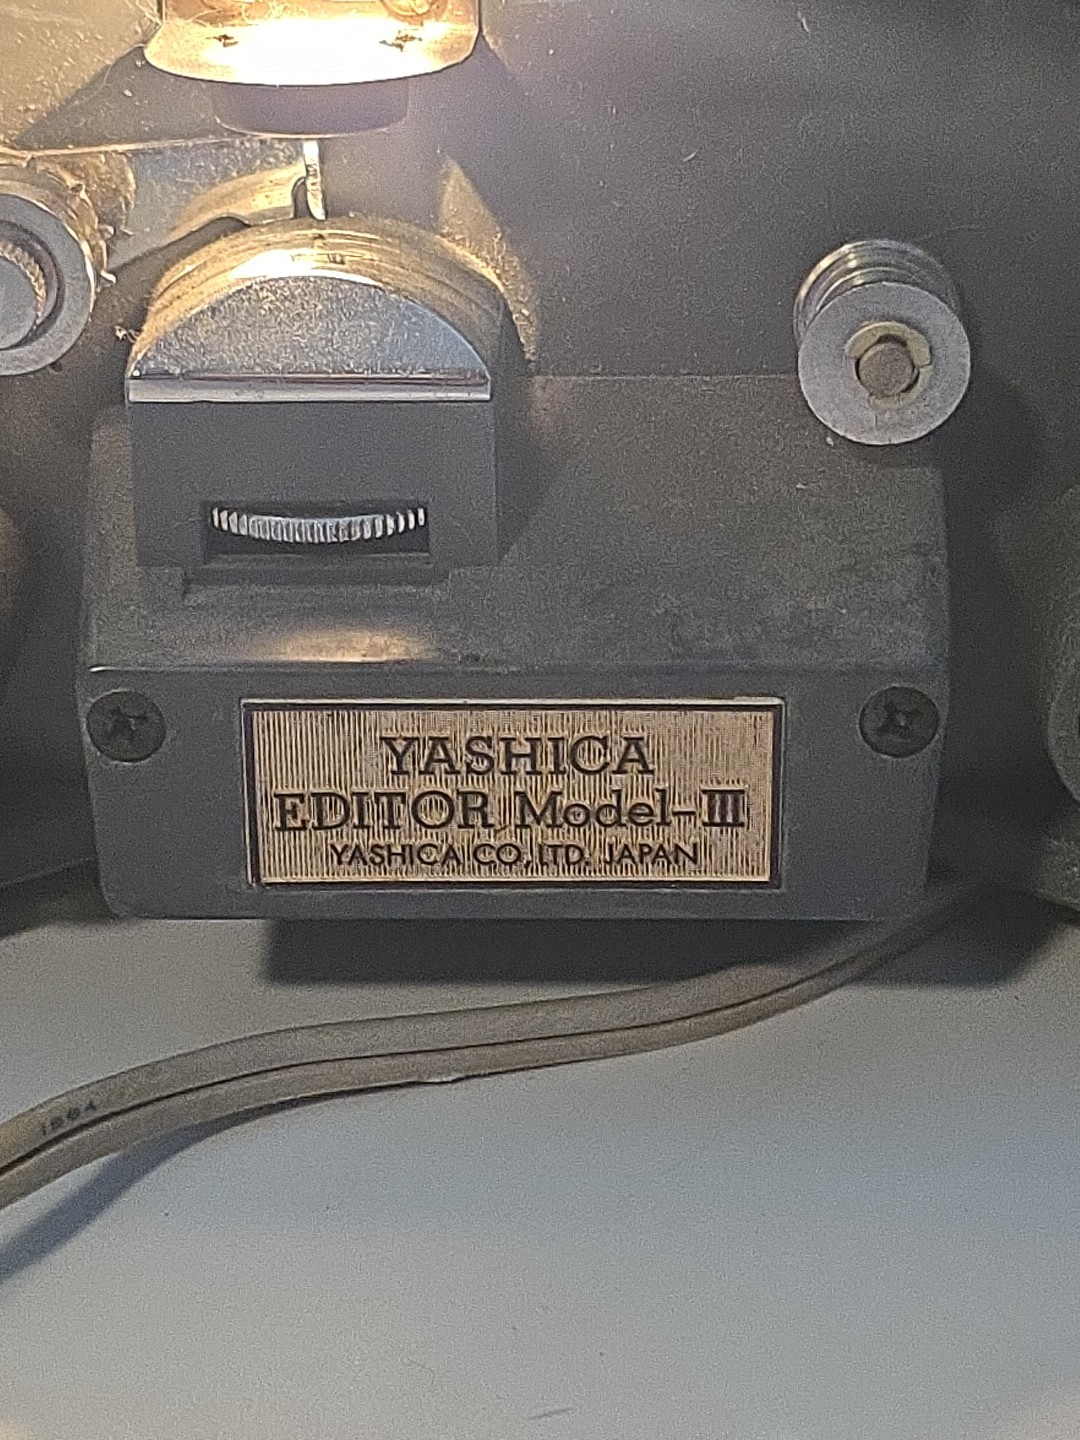 YASHICA
EDITOR Model-III
YASHICA CO., LTD. JAPAN